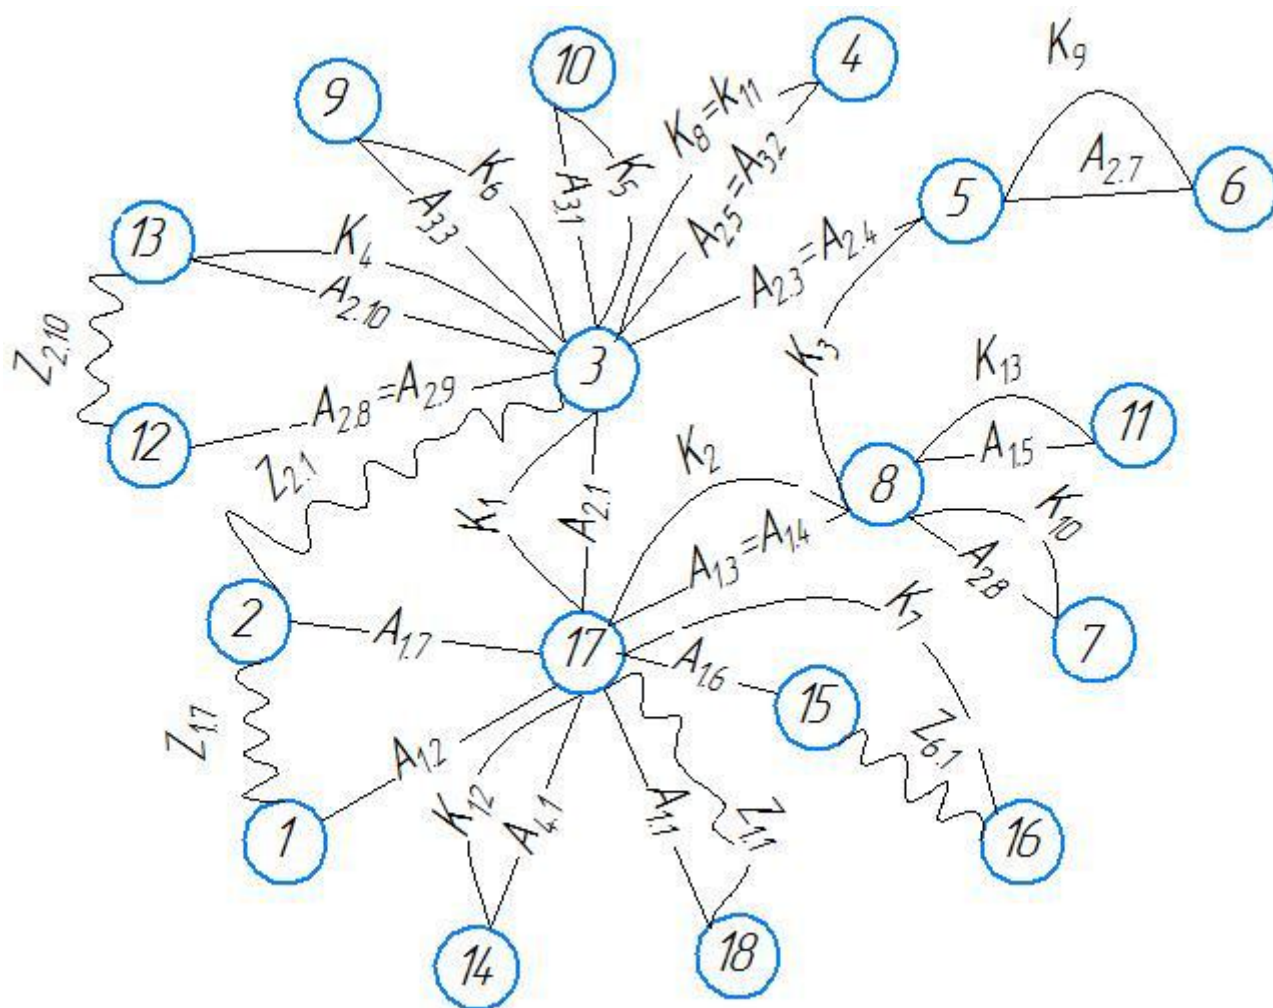 10
4
K₉
9
K₈=K₁₁
K₆
K₅
A₂.₇
5
6
A₃.₁
A₃.₃
A₂.₅=A₃.₂
13
K₄
A₂.₃=A₂.₄
A₂.₁₀
Z₂.₁₀
K₃
3
K₁₃
A₂.₈=A₂.₉
12
11
A₁.₅
K₂
Z₂.₁
8
K₁
A₂.₁
K₁₀
A₁.₃=A₁.₄
A₂.₈
K₇
2
A₁.₇
17
7
A₁.₆
15
Z₁.₇
Z₆.₁
A₁.₂
K₁₂
A₄.₁
A₁.₁
Z₁.₁
1
16
14
18